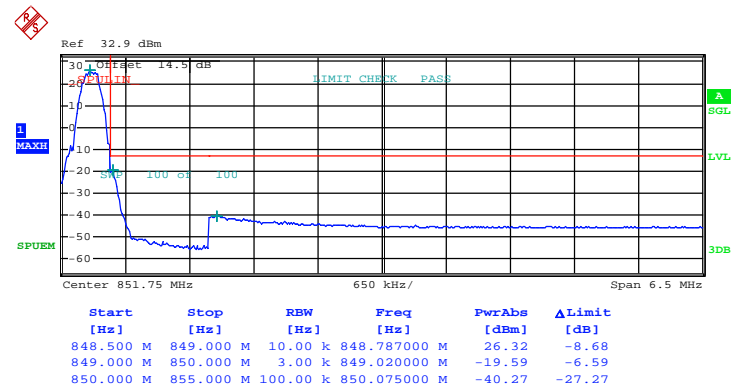 R S
Ref 32.9 dBm
Offset 14.5 dB
30
SPULIN
LIMIT CHECK PASS
20
A
SGL
10
1
MAXH
0
-10
LVL
-20
SWP 100 of 100
-30
-40
-50
SPUEM
3DB
-60
Center 851.75 MHz 650 kHz/ Span 6.5 MHz
Start Stop RBW Freq PwrAbs ΔLimit
[Hz] [Hz] [Hz] [Hz] [dBm] [dB]
848.500 M 849.000 M 10.00 k 848.787000 M 26.32 -8.68
849.000 M 850.000 M 3.00 k 849.020000 M -19.59 -6.59
850.000 M 855.000 M 100.00 k 850.075000 M -40.27 -27.27